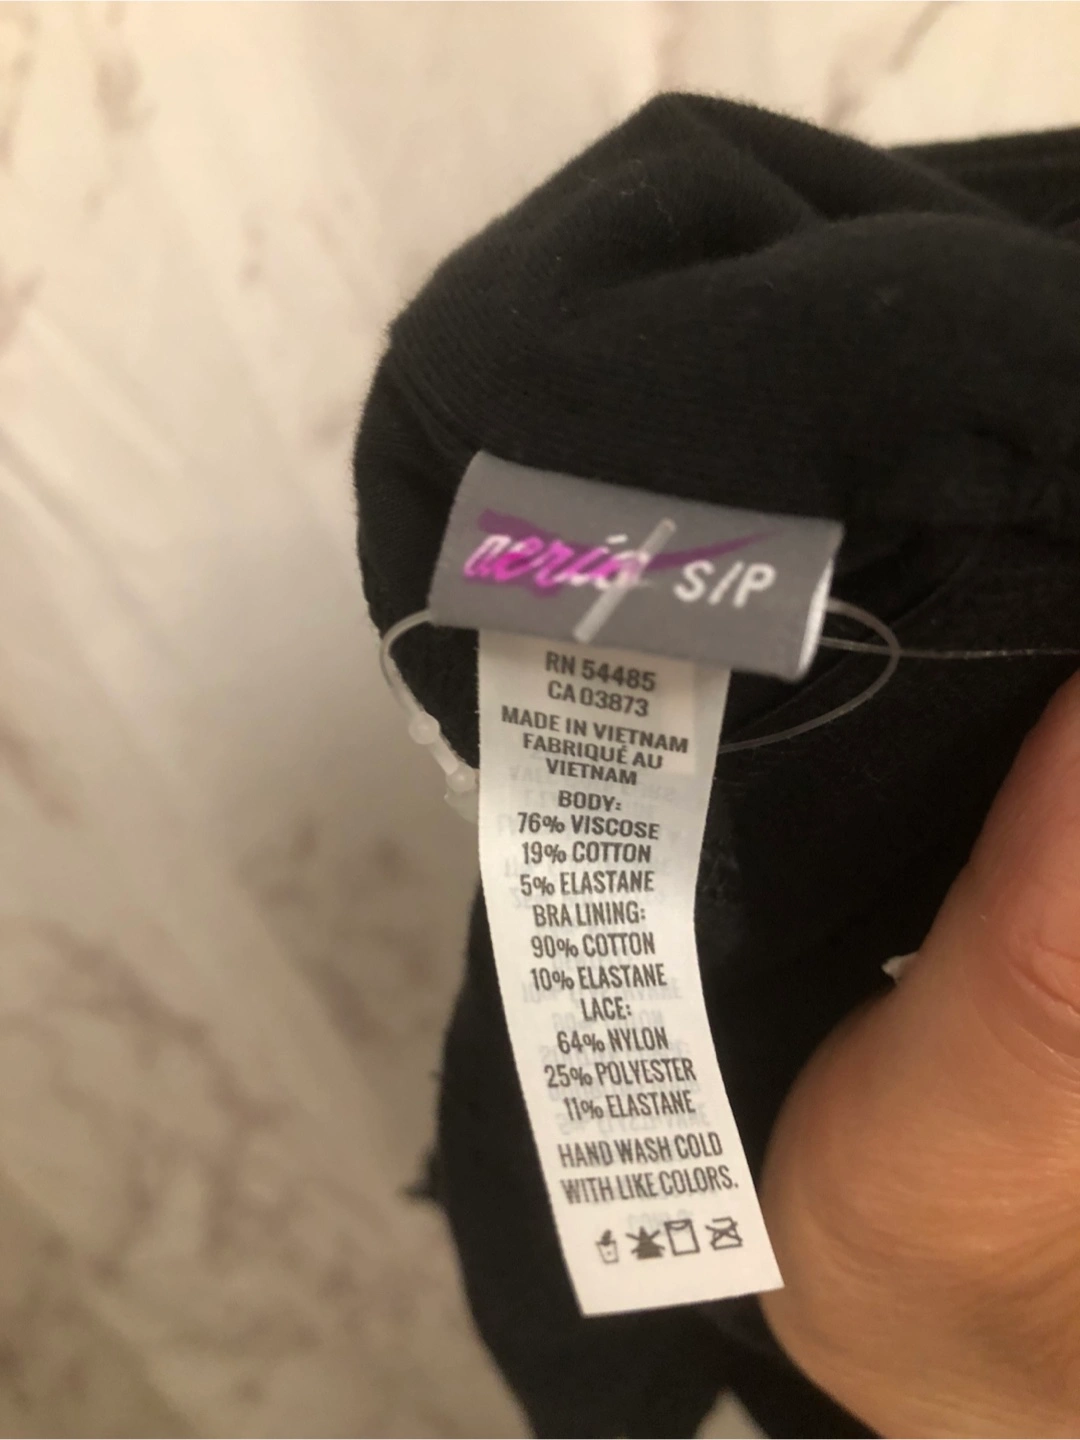 aerie S/P
RN 54485
CA 03873
MADE IN VIETNAM
FABRIQUÉ AU
VIETNAM
BODY:
76% VISCOSE
19% COTTON
5% ELASTANE
BRA LINING:
90% COTTON
10% ELASTANE
LACE:
64% NYLON
25% POLYESTER
11% ELASTANE
HAND WASH COLD
WITH LIKE COLORS.